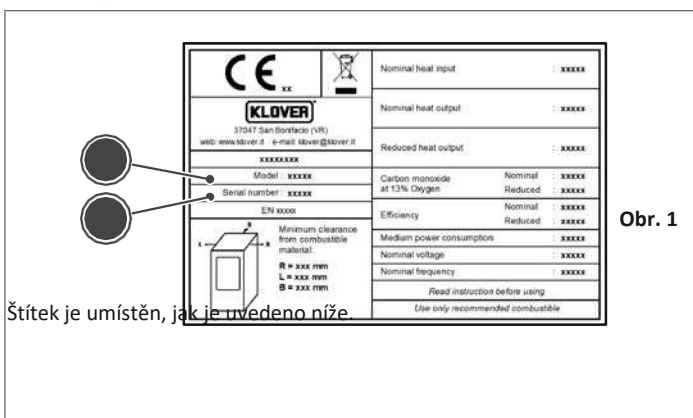 CE xx
KLOVER
37047 San Bonifacio (VR)
web: www.klover.it e-mail: klover@klover.it
xxxxxxxx
Model : xxxxx
Serial number : xxxxx
EN xxxxx
Minimum clearance
from combustible
material:
R = xxx mm
L = xxx mm
B = xxx mm
B
L
R
Nominal heat input : xxxxx
Nominal heat output : xxxxx
Reduced heat output : xxxxx
Carbon monoxide
at 13% Oxygen
Nominal : xxxxx
Reduced : xxxxx
Efficiency
Nominal : xxxxx
Reduced : xxxxx
Medium power consumption : xxxxx
Nominal voltage : xxxxx
Nominal frequency : xxxxx
Read instruction before using
Use only recommended combustible
Obr. 1
Štítek je umístěn, jak je uvedeno níže.